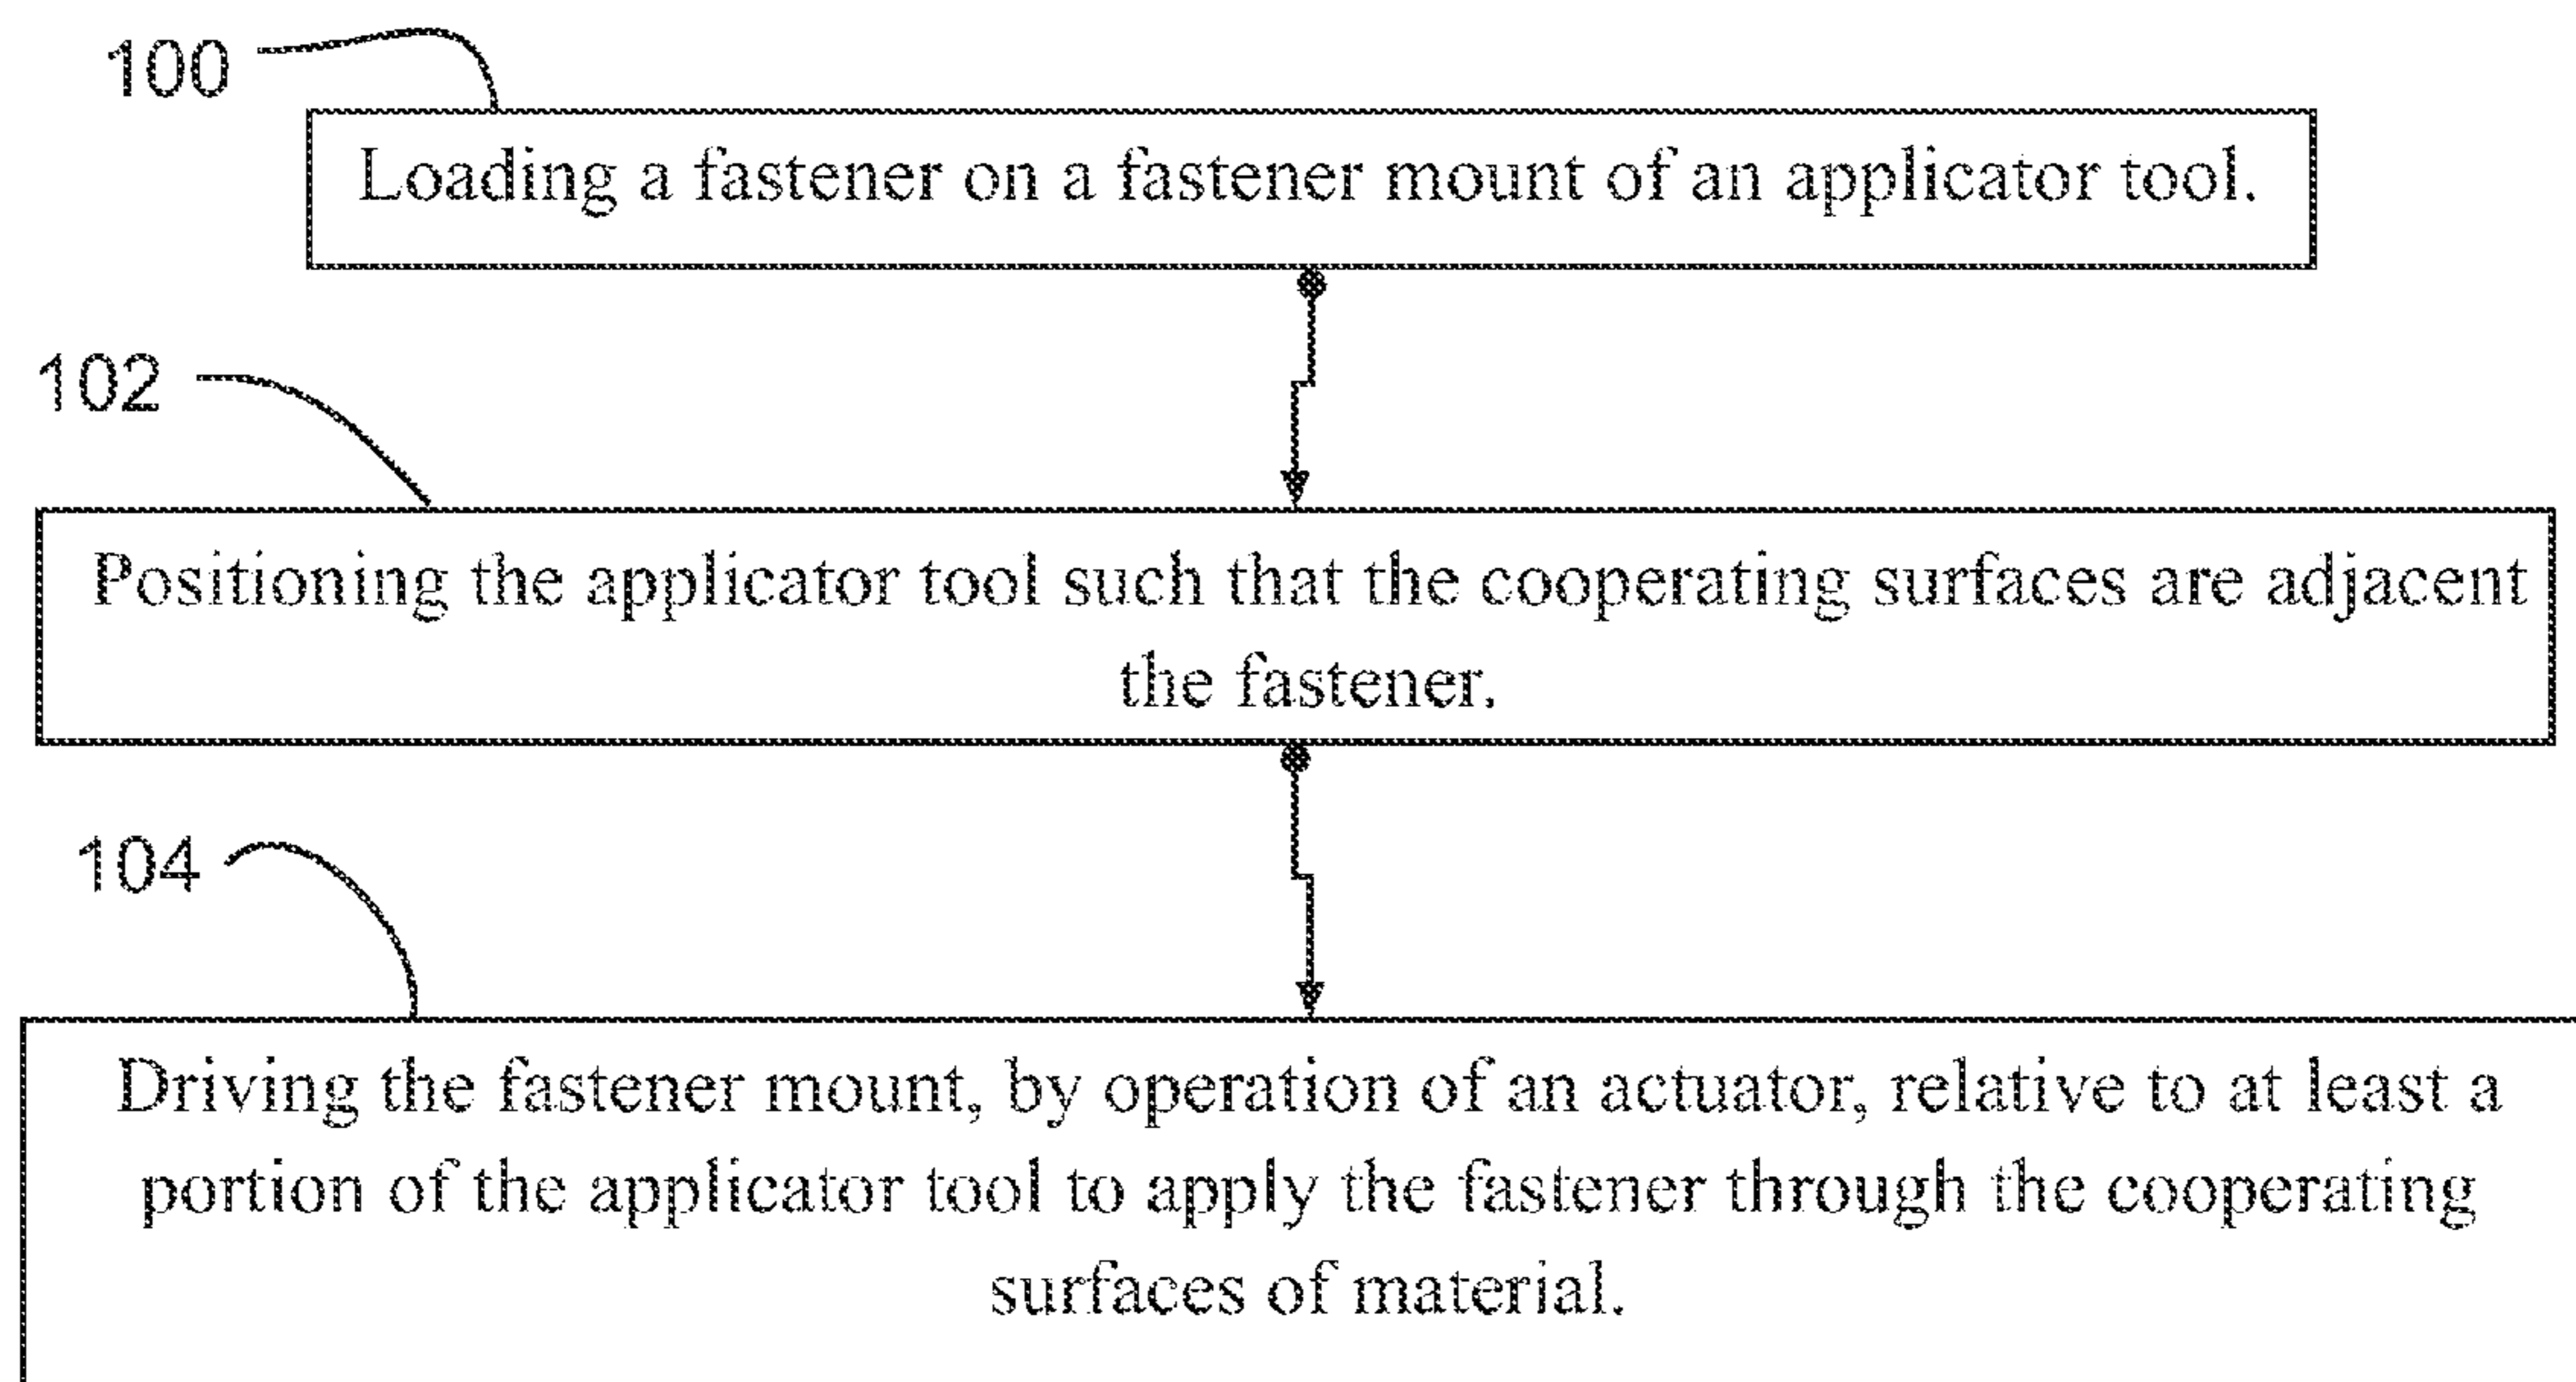 100
Loading a fastener on a fastener mount of an applicator tool.
102
Positioning the applicator tool such that the cooperating surfaces are adjacent
the fastener.
104
Driving the fastener mount, by operation of an actuator, relative to at least a
portion of the applicator tool to apply the fastener through the cooperating
surfaces of material.